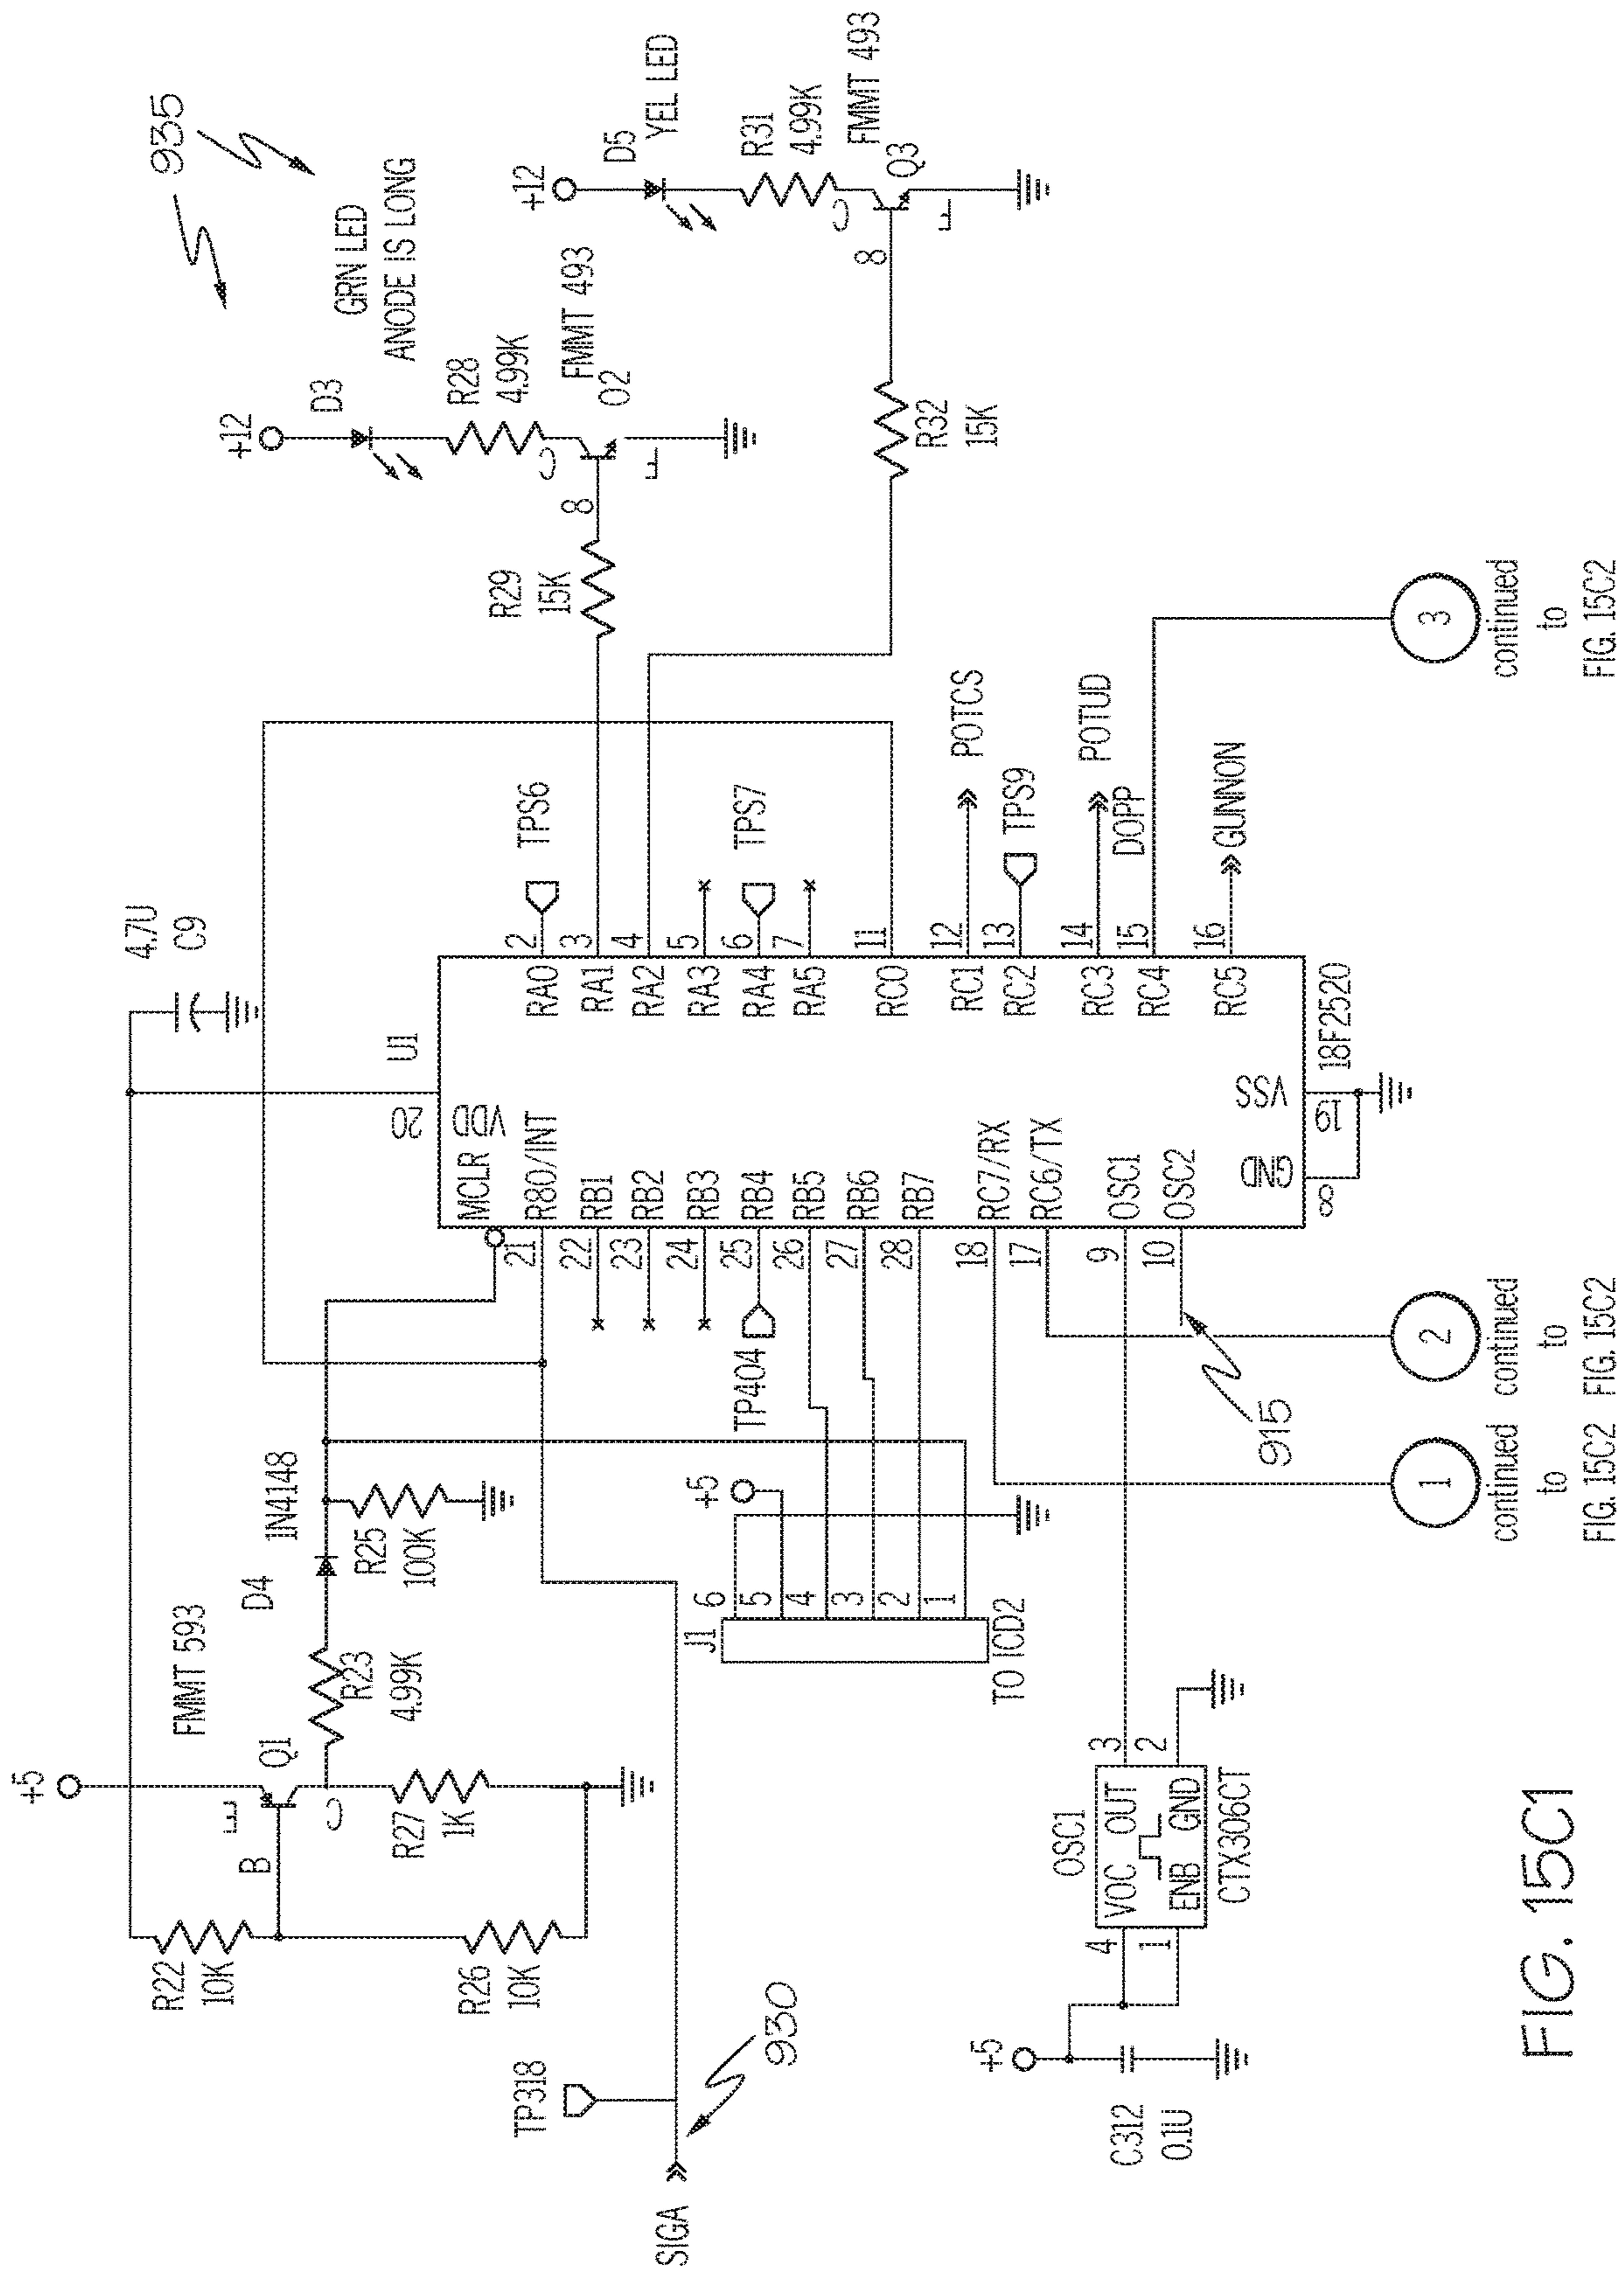 935
+5
FMMT 593
Q1
E
B
C
R22
10K
R26
10K
R27
1K
R23
4.99K
D4
1N4148
R25
100K
4.7U
C9
+12
D3
GRN LED
ANODE IS LONG
R28
4.99K
FMMT 493
O2
C
8
E
R29
15K
+12
D5
YEL LED
R31
4.99K
FMMT 493
Q3
C
8
E
R32
15K
U1
20
VDD
MCLR
21 R80/INT
22 RB1
23 RB2
24 RB3
25 RB4
26 RB5
27 RB6
28 RB7
18 RC7/RX
17 RC6/TX
9 OSC1
10 OSC2
RA0 2
RA1 3
RA2 4
RA3 5
RA4 6
RA5 7
RC0 11
RC1 12
RC2 13
RC3 14
RC4 15
RC5 16
GND
8
VSS
19
18F2520
TPS6
TPS7
POTCS
TPS9
POTUD
DOPP
GUNNON
TP404
+5
J1
6
5
4
3
2
1
TO ICD2
TP318
SIGA
930
915
+5
C312
0.1U
OSC1
4 VOC OUT 3
1 ENB GND 2
CTX306CT
1
continued
to
FIG. 15C2
2
continued
to
FIG. 15C2
3
continued
to
FIG. 15C2
FIG. 15C1